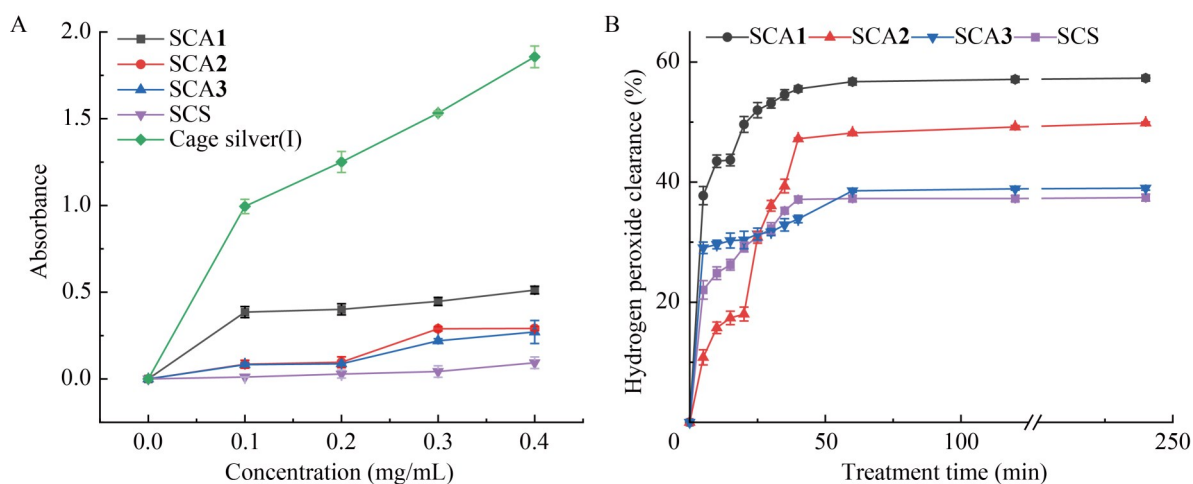 A
2.0
1.5
1.0
0.5
0.0
Absorbance
SCA1
SCA2
SCA3
SCS
Cage silver(I)
0.0 0.1 0.2 0.3 0.4
Concentration (mg/mL)
B
SCA1 SCA2 SCA3 SCS
60
40
20
0
Hydrogen peroxide clearance (%)
50 100 250
Treatment time (min)